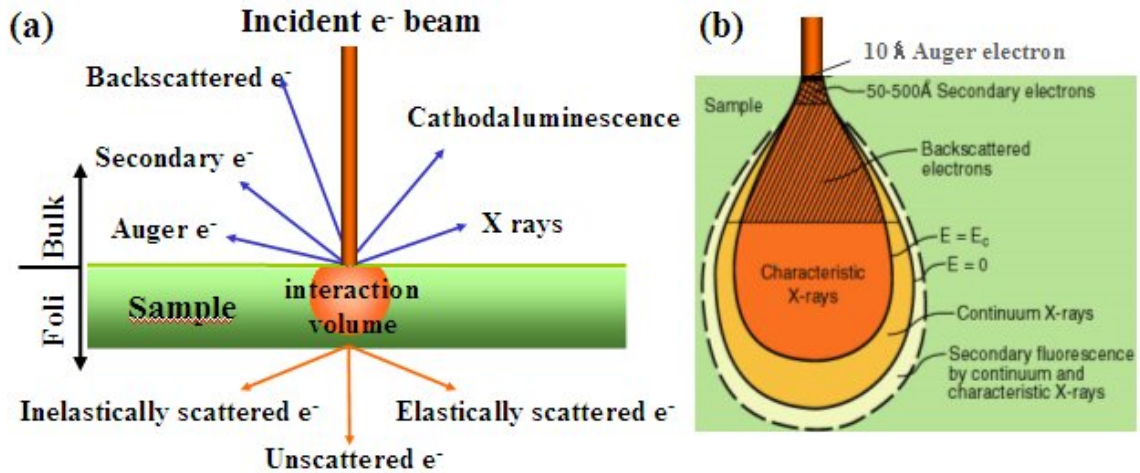 (a)
Incident e- beam
Backscattered e-
Cathodaluminescence
Secondary e-
Auger e-
X rays
Bulk
Foli
Sample
interaction
volume
Inelastically scattered e-
Elastically scattered e-
Unscattered e-
(b)
10 Å Auger electron
Sample
50-500Å Secondary electrons
Backscattered
electrons
E = Ec
E = 0
Characteristic
X-rays
Continuum X-rays
Secondary fluorescence
by continuum and
characteristic X-rays